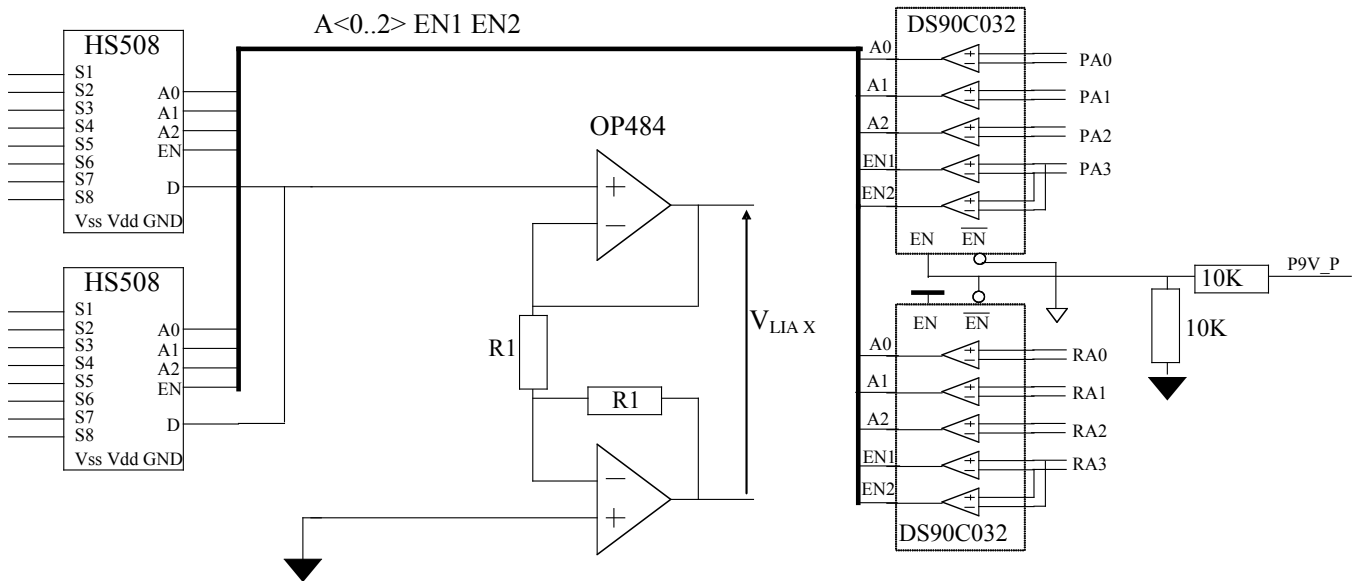 A<0..2> EN1 EN2
HS508
S1
S2
S3
S4
S5
S6
S7
S8
A0
A1
A2
EN
D
Vss Vdd GND
HS508
S1
S2
S3
S4
S5
S6
S7
S8
A0
A1
A2
EN
D
Vss Vdd GND
OP484
+
−
R1
R1
−
+
VLIA X
DS90C032
A0
A1
A2
EN1
EN2
+
−
+
−
+
−
+
−
+
−
PA0
PA1
PA2
PA3
EN
EN
10K
P9V_P
10K
EN
EN
A0
A1
A2
EN1
EN2
+
−
+
−
+
−
+
−
+
−
RA0
RA1
RA2
RA3
DS90C032